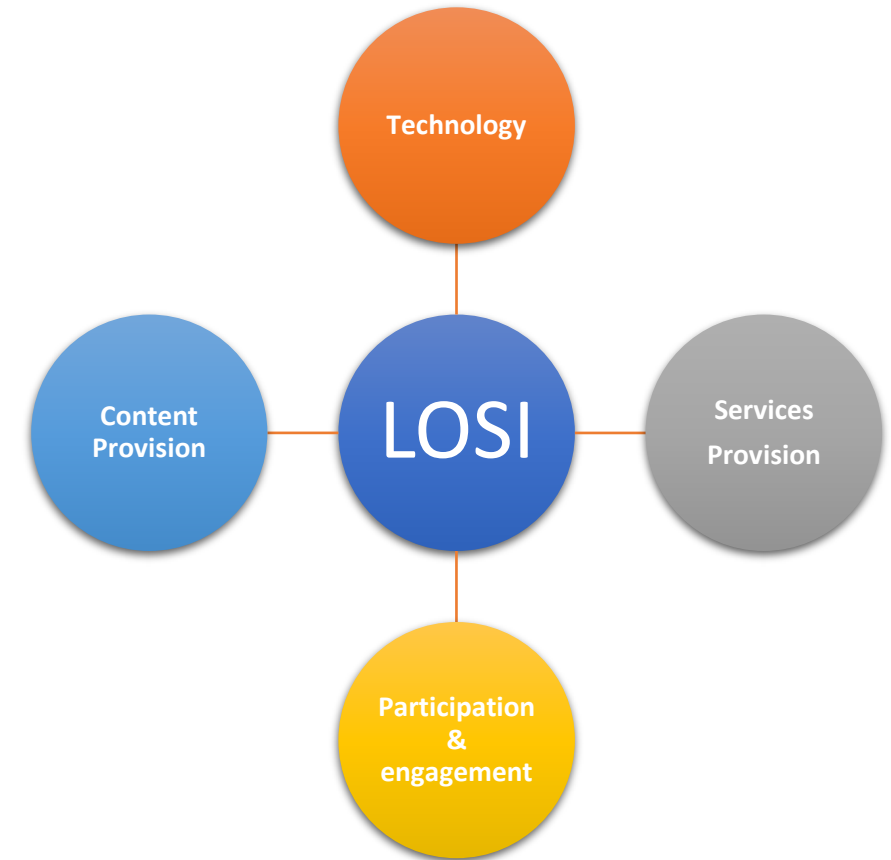 Technology
Content
Provision
LOSI
Services
Provision
Participation
&
engagement